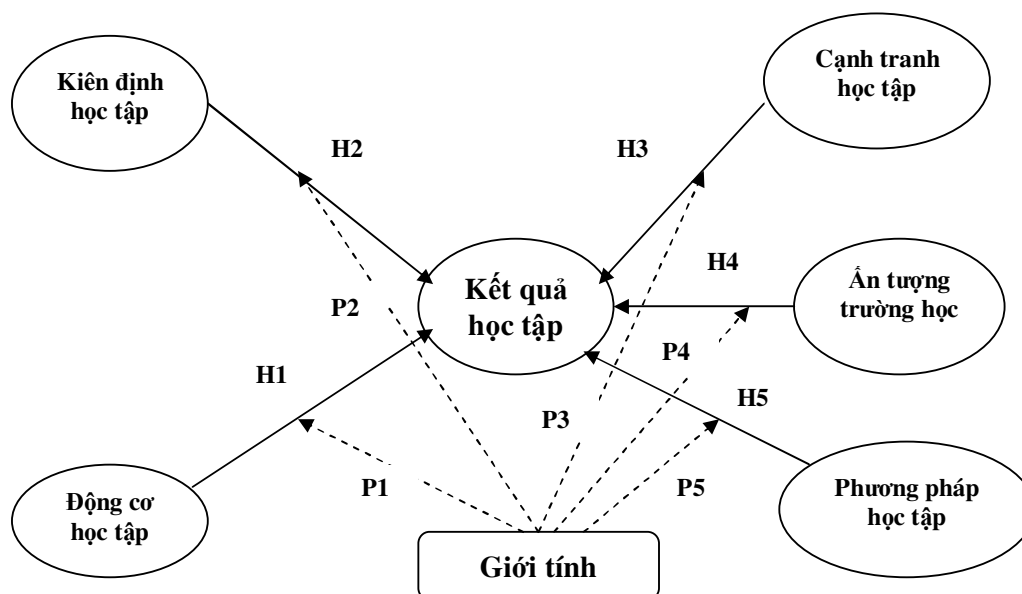 Kiên định
học tập
Cạnh tranh
học tập
H2
H3
H4
Ấn tượng
trường học
Kết quả
học tập
P2
P4
H1
P3
H5
Động cơ
học tập
P1
P5
Phương pháp
học tập
Giới tính